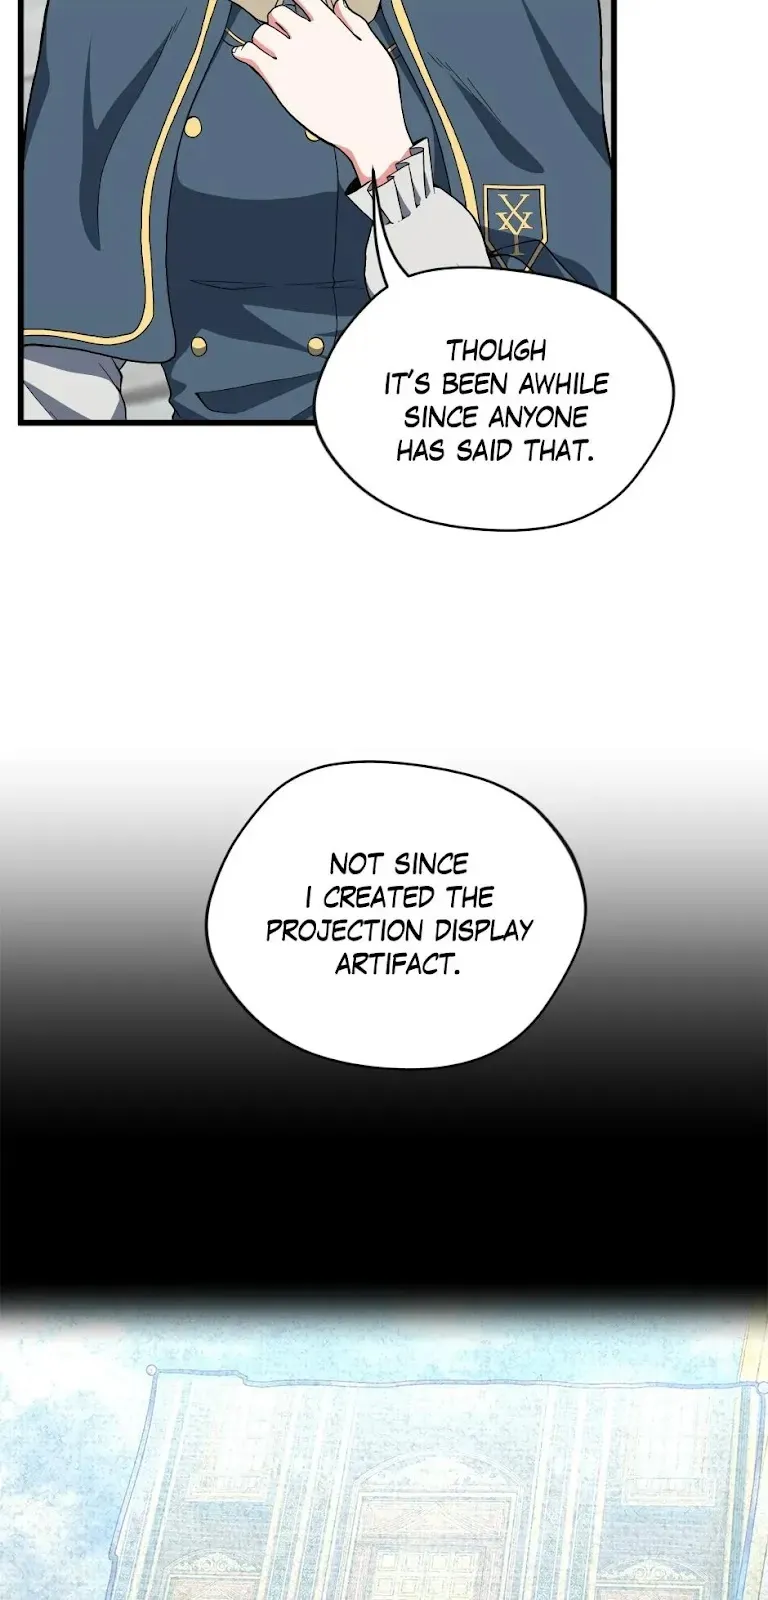 THOUGH
IT'S BEEN AWHILE
SINCE ANYONE
HAS SAID THAT.
NOT SINCE
I CREATED THE
PROJECTION DISPLAY
ARTIFACT.